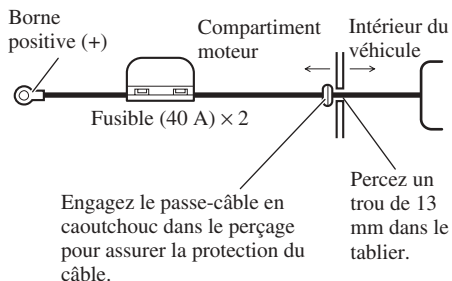 Borne
positive (+)
Compartiment
moteur
Intérieur du
véhicule
Fusible (40 A) × 2
Engagez le passe-câble en
caoutchouc dans le perçage
pour assurer la protection du
câble.
Percez un
trou de 13
mm dans le
tablier.